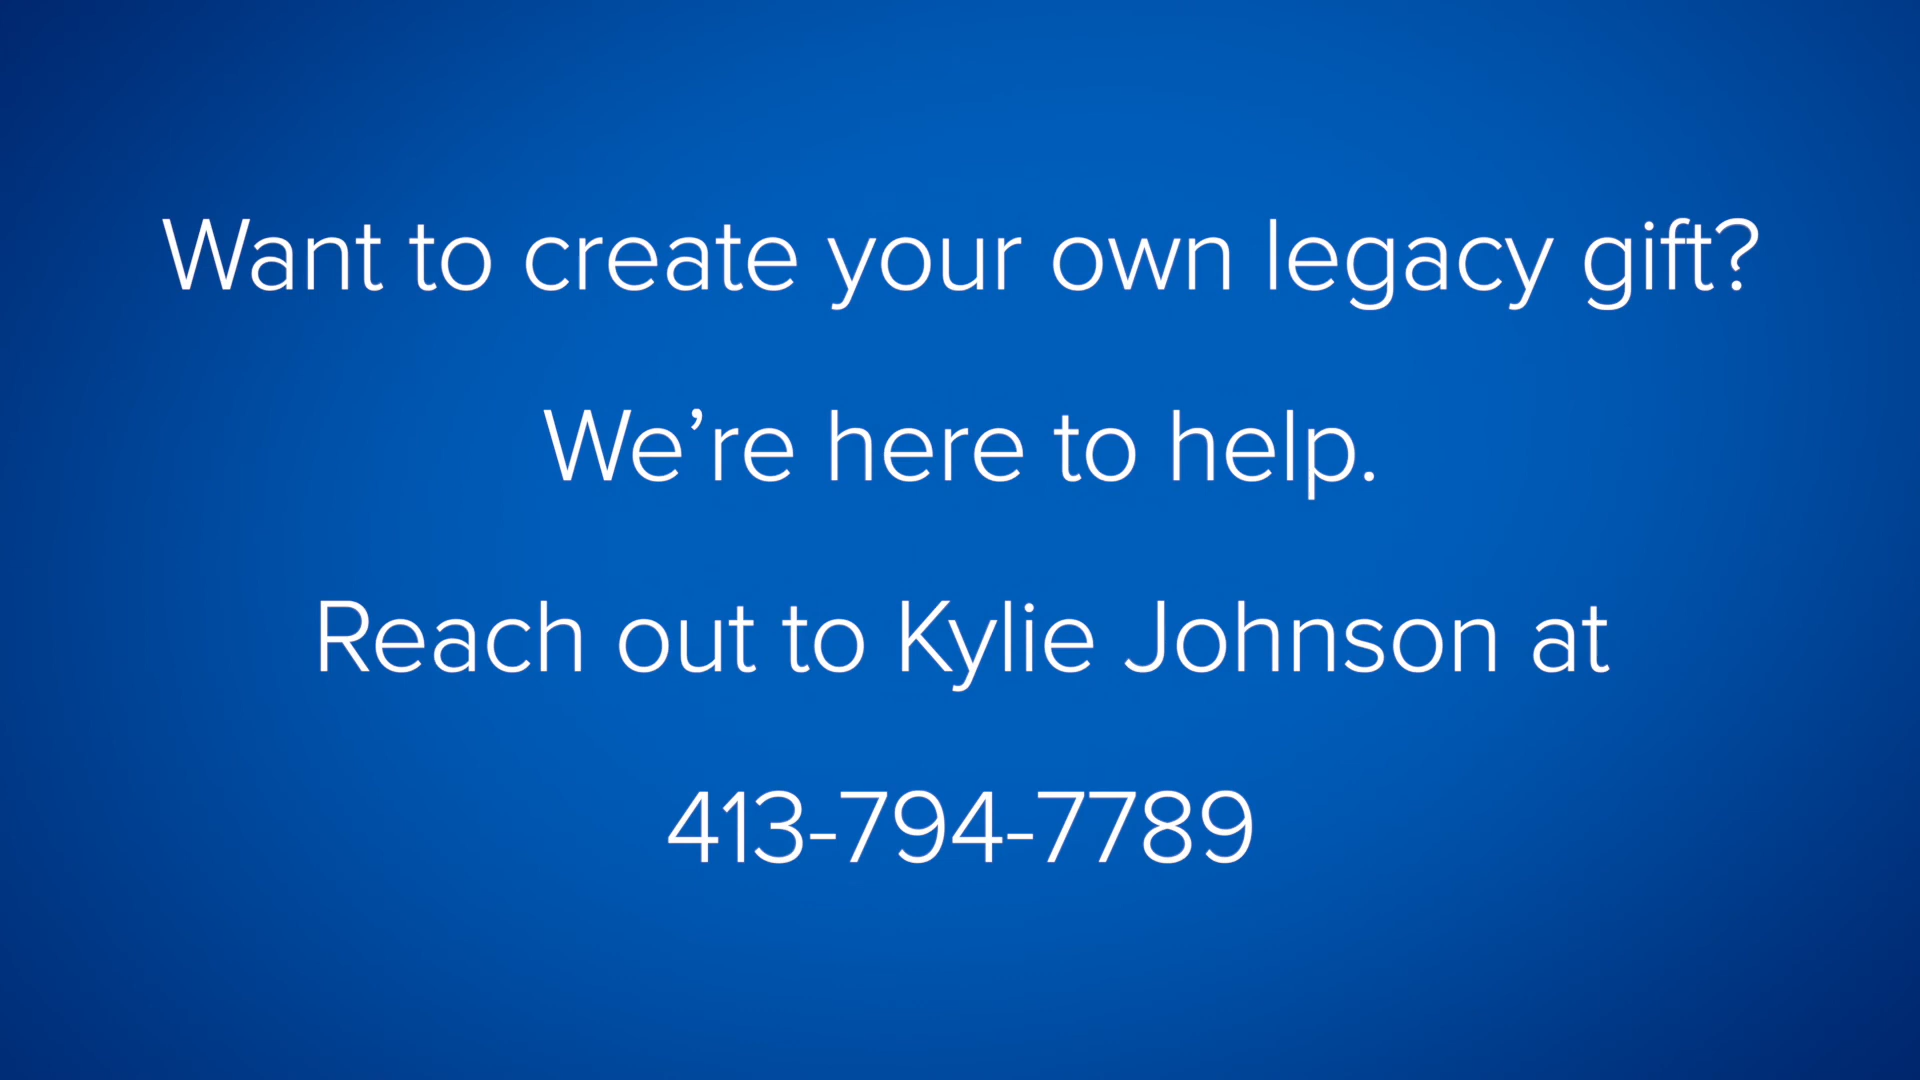 Want to create your own legacy gift?
We’re here to help.
Reach out to Kylie Johnson at
413-794-7789